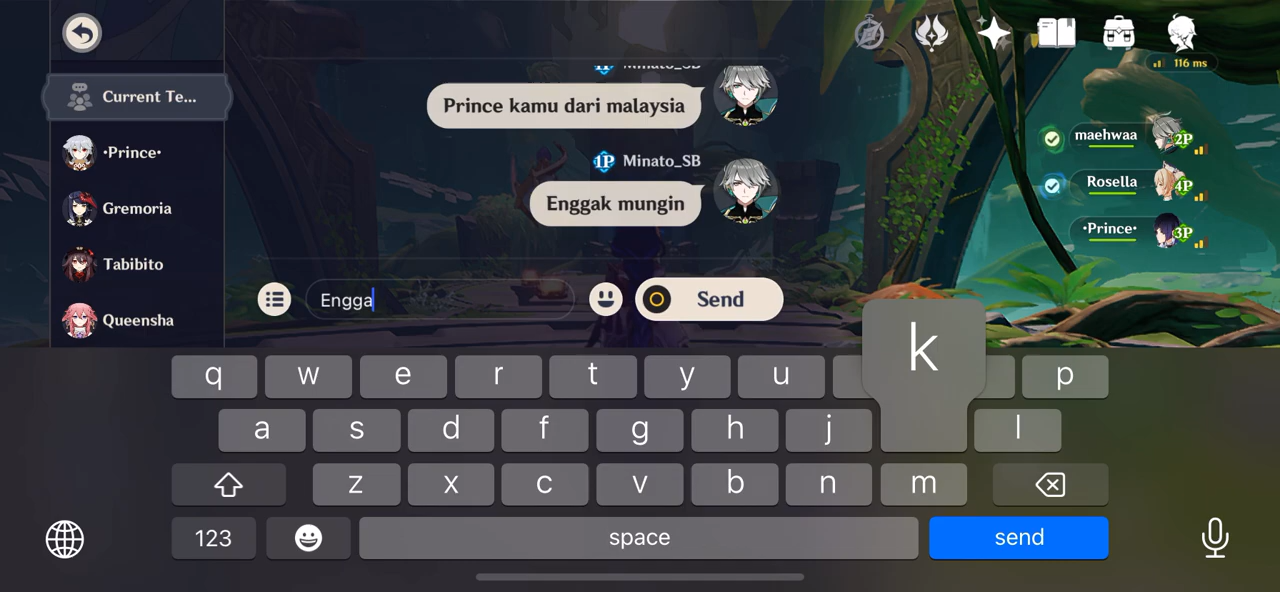 116 ms
Current Te...
•Prince•
Gremoria
Tabibito
Queensha
Minato_SB
Prince kamu dari malaysia
1P Minato_SB
Enggak mungin
maehwaa 2P
Rosella 4P
•Prince• 3P
Engga
Send
q w e r t y u p
a s d f g h j k l
z x c v b n m
123 space send